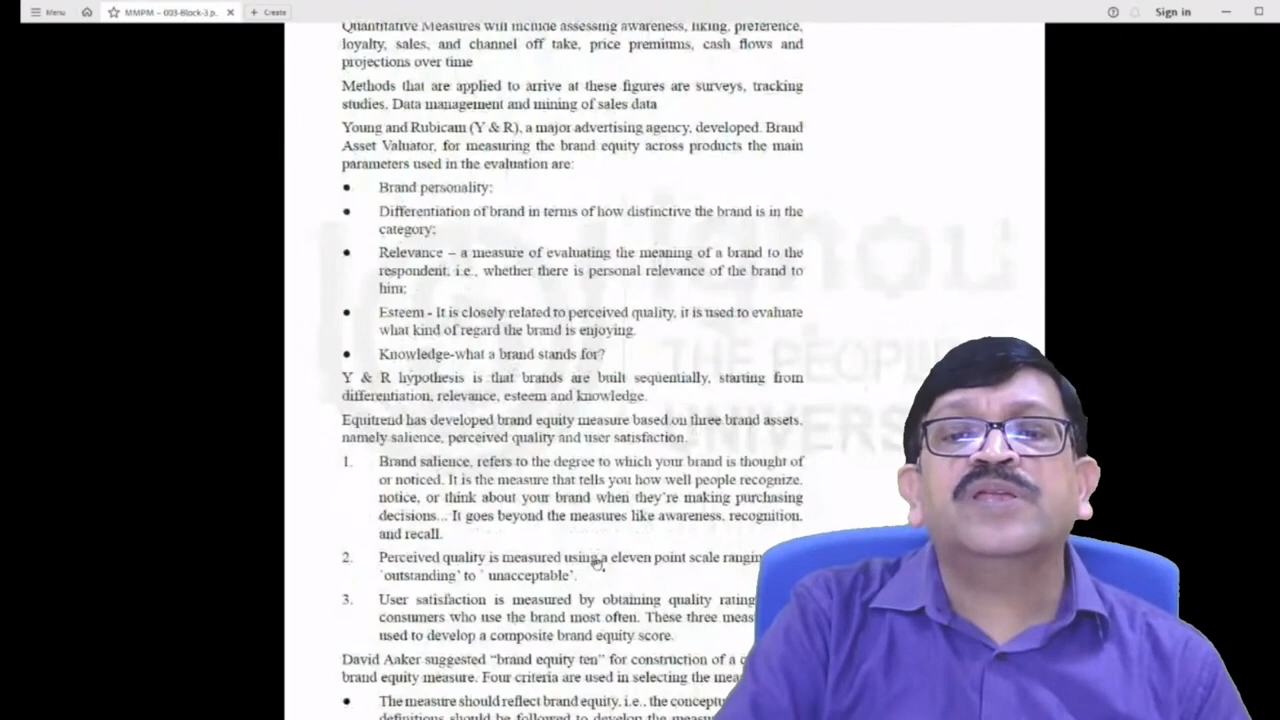 Menu
MMPM – 003-Block-3.p...
Create
Sign in
Quantitative Measures will include assessing awareness, liking, preference,
loyalty, sales, and channel off take, price premiums, cash flows and
projections over time
Methods that are applied to arrive at these figures are surveys, tracking
studies. Data management and mining of sales data
Young and Rubicam (Y & R), a major advertising agency, developed. Brand
Asset Valuator, for measuring the brand equity across products the main
parameters used in the evaluation are:
• Brand personality;
• Differentiation of brand in terms of how distinctive the brand is in the
category;
• Relevance – a measure of evaluating the meaning of a brand to the
respondent, i.e., whether there is personal relevance of the brand to
him;
• Esteem - It is closely related to perceived quality, it is used to evaluate
what kind of regard the brand is enjoying.
• Knowledge-what a brand stands for?
Y & R hypothesis is that brands are built sequentially, starting from
differentiation, relevance, esteem and knowledge.
Equitrend has developed brand equity measure based on three brand assets,
namely salience, perceived quality and user satisfaction.
1. Brand salience, refers to the degree to which your brand is thought of
or noticed. It is the measure that tells you how well people recognize,
notice, or think about your brand when they're making purchasing
decisions... It goes beyond the measures like awareness, recognition,
and recall.
2. Perceived quality is measured using a eleven point scale rangin
`outstanding' to ` unacceptable'.
3. User satisfaction is measured by obtaining quality rating
consumers who use the brand most often. These three meas
used to develop a composite brand equity score.
David Aaker suggested "brand equity ten" for construction of a
brand equity measure. Four criteria are used in selecting the mea
• The measure should reflect brand equity, i.e., the conceptu
definitions should be followed to develop the measu
ignou
THE PEOPLE
UNIVERS